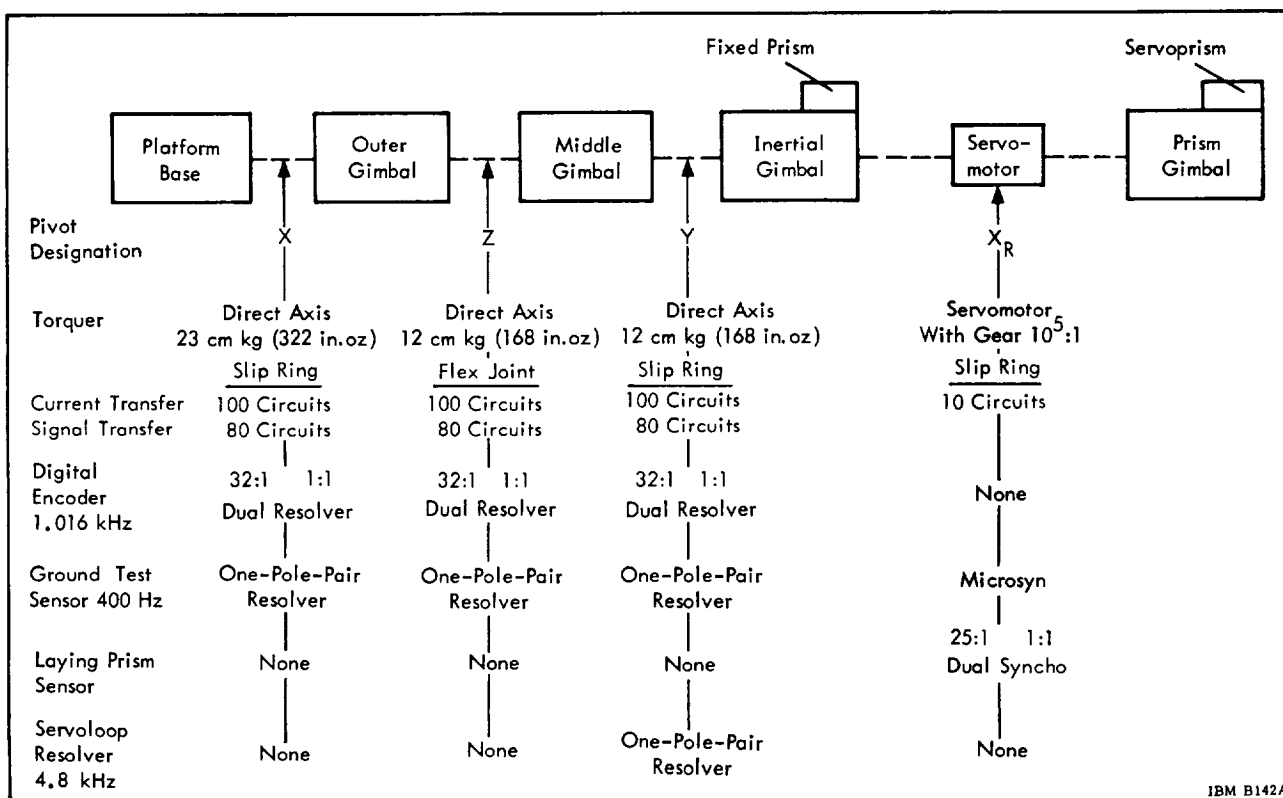 Fixed Prism
Servoprism
Platform Base
Outer Gimbal
Middle Gimbal
Inertial Gimbal
Servo-
motor
Prism Gimbal
Pivot Designation
X
Z
Y
X_R
Torquer
Direct Axis
23 cm kg (322 in.oz)
Direct Axis
12 cm kg (168 in.oz)
Direct Axis
12 cm kg (168 in.oz)
Servomotor
With Gear 10^5:1
Slip Ring
Flex Joint
Slip Ring
Slip Ring
Current Transfer
100 Circuits
100 Circuits
100 Circuits
10 Circuits
Signal Transfer
80 Circuits
80 Circuits
80 Circuits
Digital
Encoder
1.016 kHz
32:1 1:1
Dual Resolver
32:1 1:1
Dual Resolver
32:1 1:1
Dual Resolver
None
Ground Test
Sensor 400 Hz
One-Pole-Pair
Resolver
One-Pole-Pair
Resolver
One-Pole-Pair
Resolver
Microsyn
Laying Prism
Sensor
None
None
None
25:1 1:1
Dual Syncho
Servoloop
Resolver
4.8 kHz
None
None
One-Pole-Pair
Resolver
None
IBM B142A